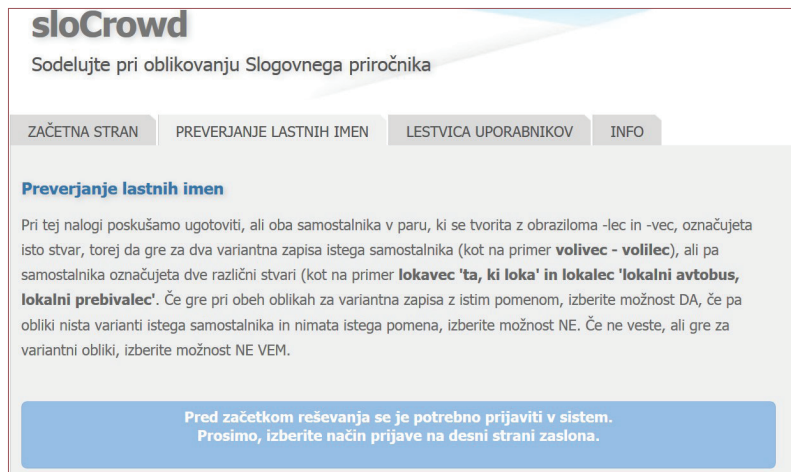 sloCrowd
Sodelujte pri oblikovanju Slogovnega priročnika
ZAČETNA STRAN PREVERJANJE LASTNIH IMEN LESTVICA UPORABNIKOV INFO
Preverjanje lastnih imen
Pri tej nalogi poskušamo ugotoviti, ali oba samostalnika v paru, ki se tvorita z obraziloma -lec in -vec, označujeta
isto stvar, torej da gre za dva variantna zapisa istega samostalnika (kot na primer volivec - volilec), ali pa
samostalnika označujeta dve različni stvari (kot na primer lokavec 'ta, ki loka' in lokalec 'lokalni avtobus,
lokalni prebivalec'. Če gre pri obeh oblikah za variantna zapisa z istim pomenom, izberite možnost DA, če pa
obliki nista varianti istega samostalnika in nimata istega pomena, izberite možnost NE. Če ne veste, ali gre za
variantni obliki, izberite možnost NE VEM.
Pred začetkom reševanja se je potrebno prijaviti v sistem.
Prosimo, izberite način prijave na desni strani zaslona.